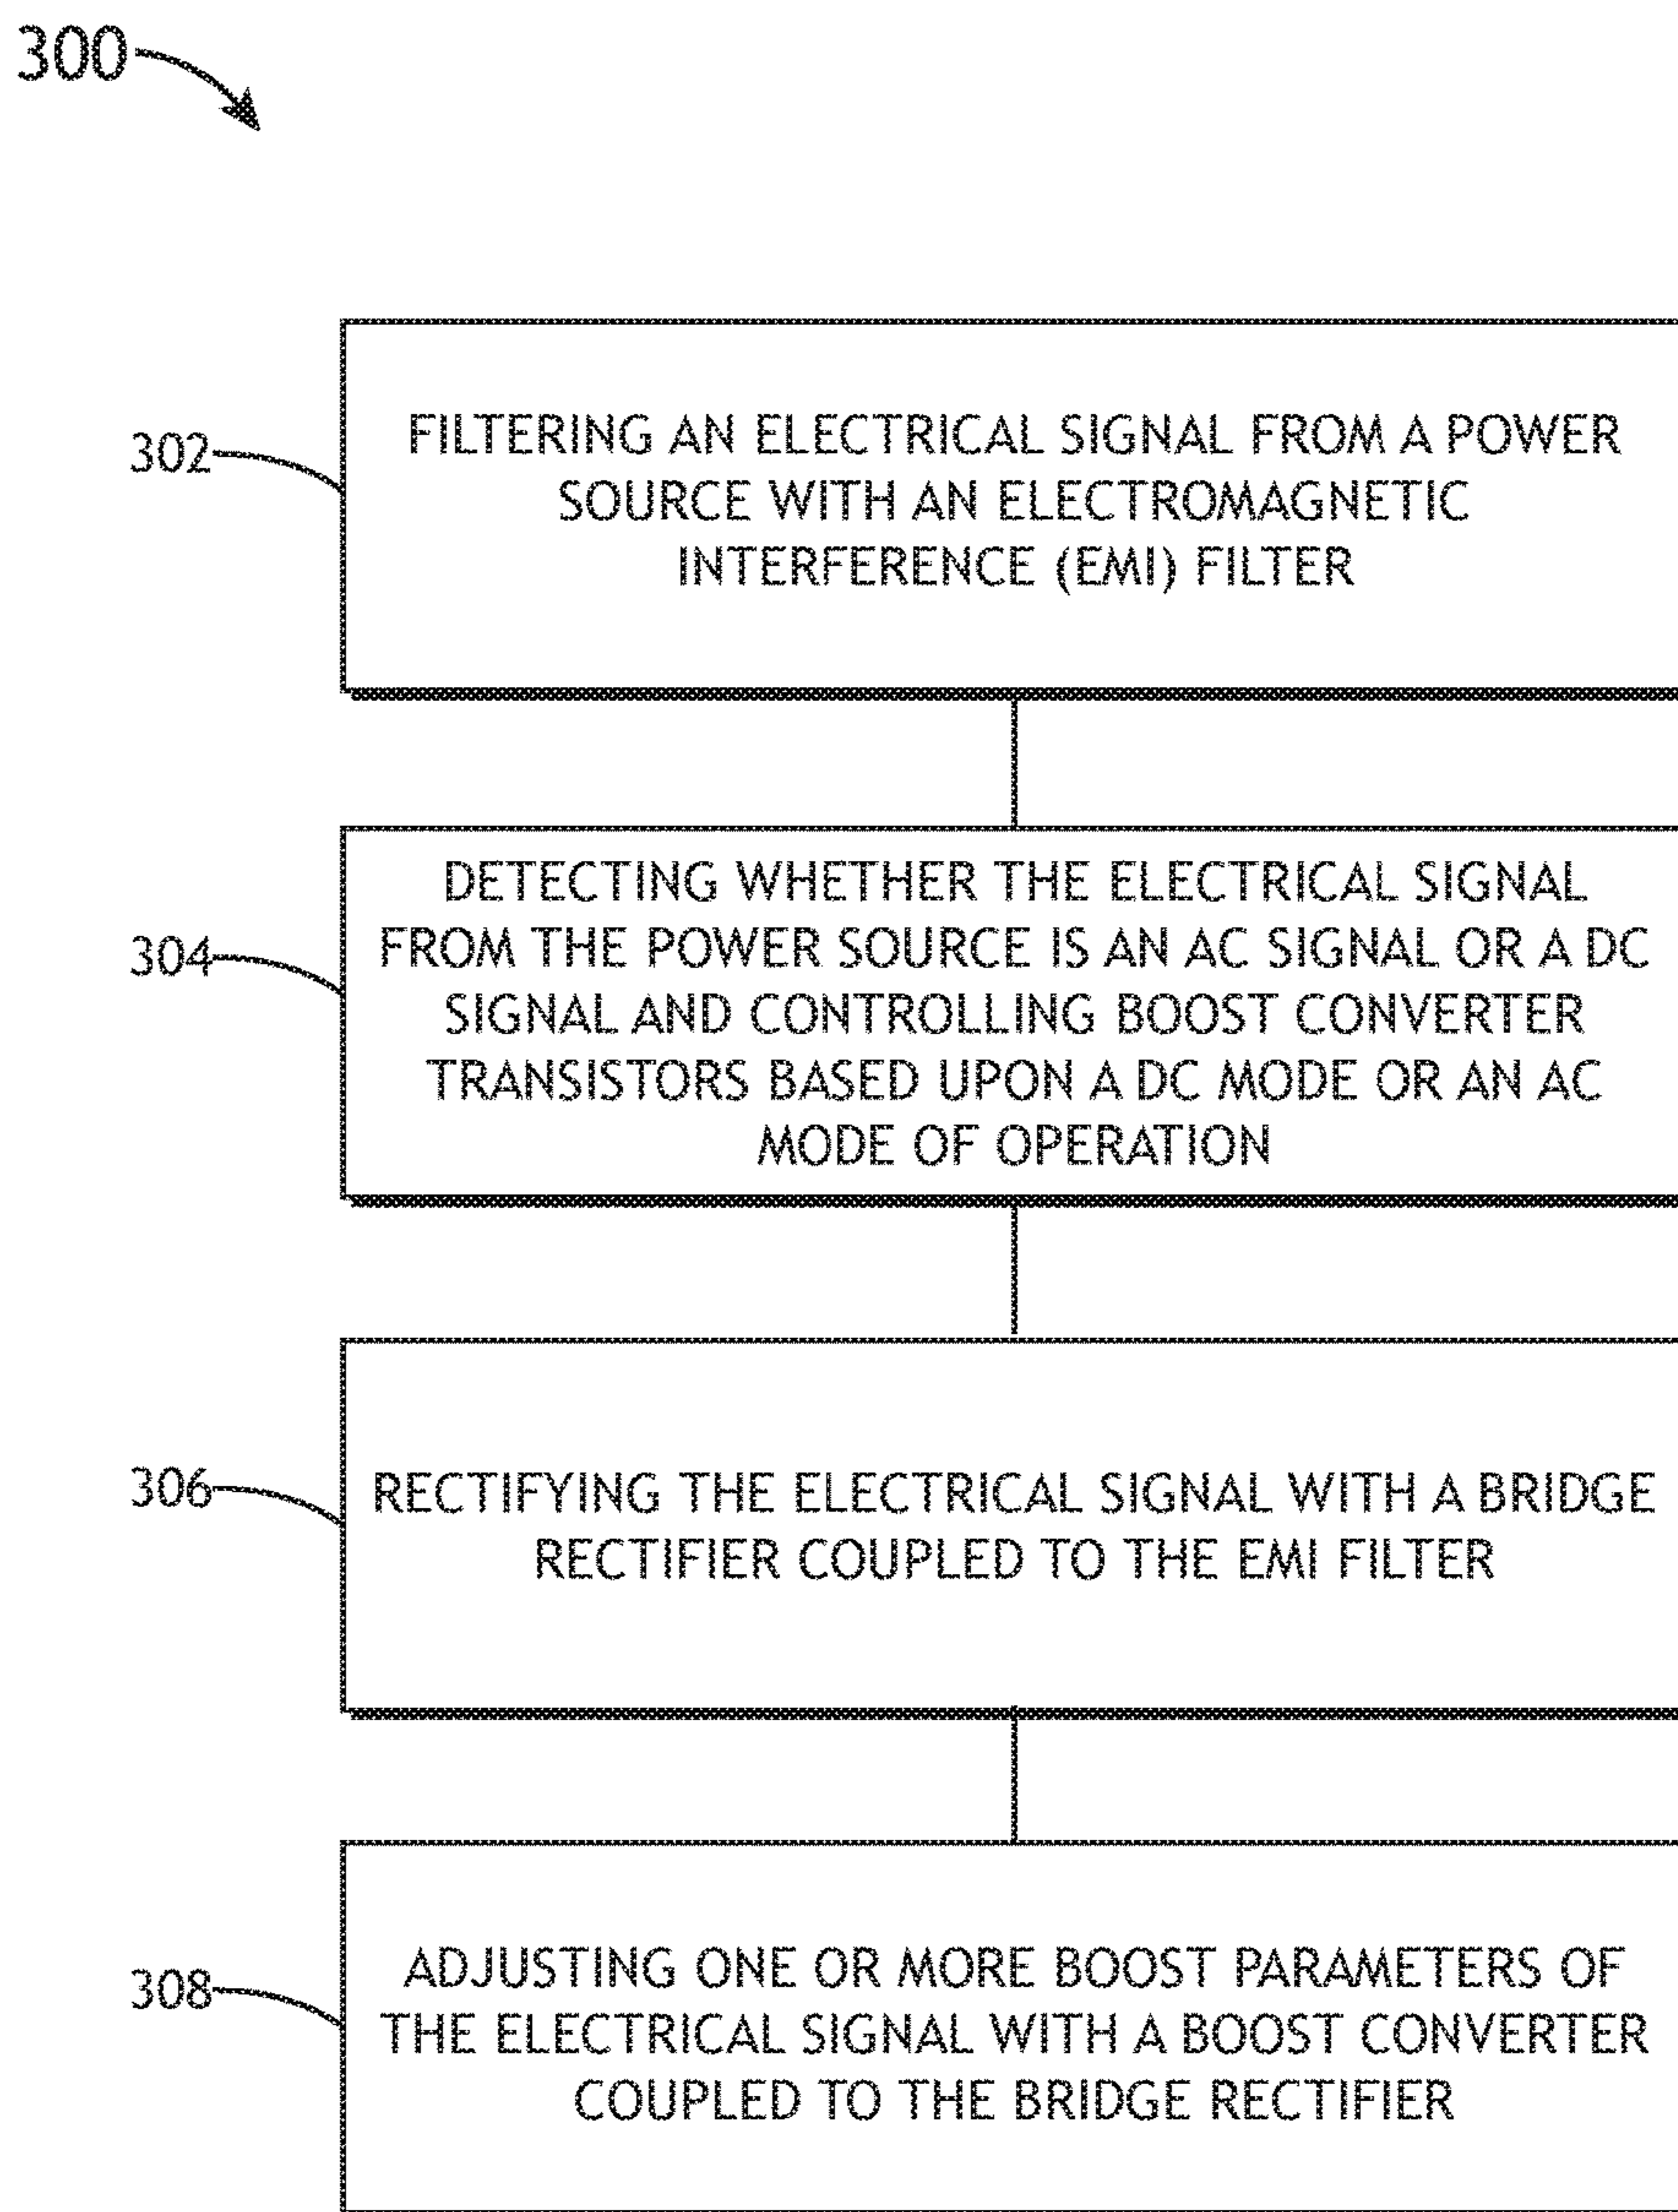 300
302
FILTERING AN ELECTRICAL SIGNAL FROM A POWER
SOURCE WITH AN ELECTROMAGNETIC
INTERFERENCE (EMI) FILTER
304
DETECTING WHETHER THE ELECTRICAL SIGNAL
FROM THE POWER SOURCE IS AN AC SIGNAL OR A DC
SIGNAL AND CONTROLLING BOOST CONVERTER
TRANSISTORS BASED UPON A DC MODE OR AN AC
MODE OF OPERATION
306
RECTIFYING THE ELECTRICAL SIGNAL WITH A BRIDGE
RECTIFIER COUPLED TO THE EMI FILTER
308
ADJUSTING ONE OR MORE BOOST PARAMETERS OF
THE ELECTRICAL SIGNAL WITH A BOOST CONVERTER
COUPLED TO THE BRIDGE RECTIFIER